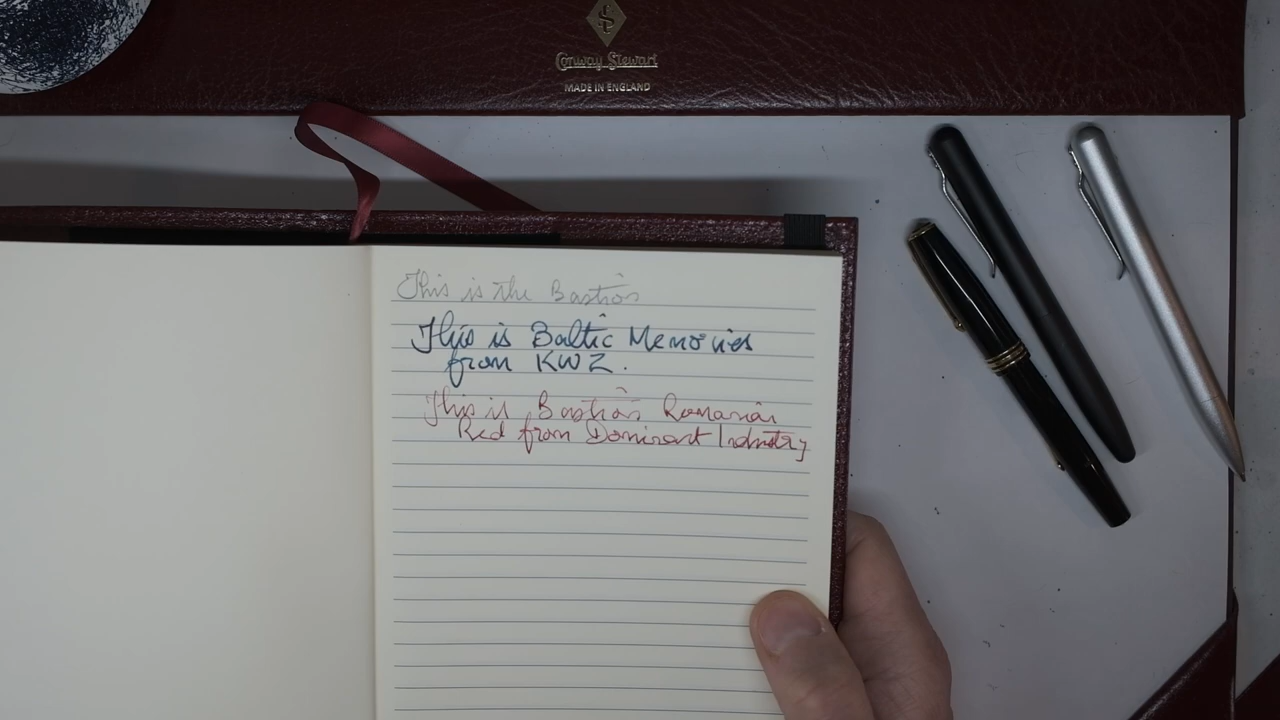 Conway Stewart
MADE IN ENGLAND
This is the Bastion
This is Baltic Memories
from KWZ.
This is Bastion Romanian
Red from Dominant Industry